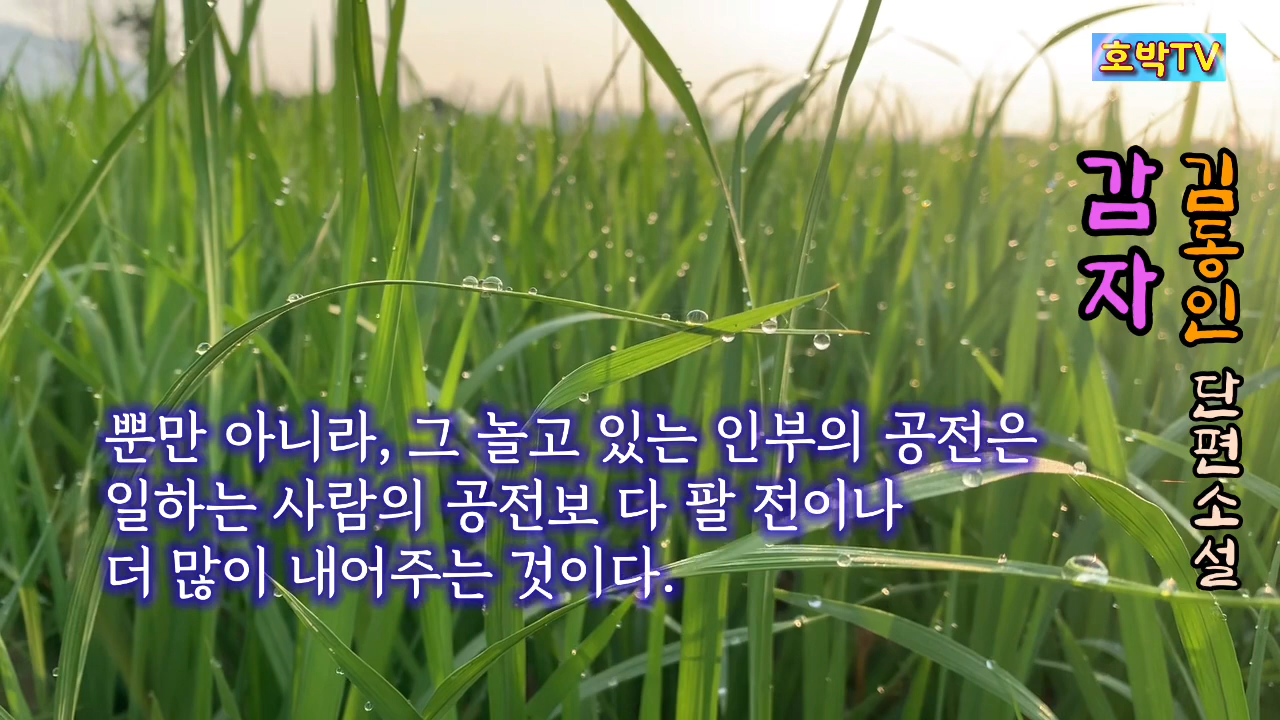 호박TV
감자
김동인 단편소설
뿐만 아니라, 그 놀고 있는 인부의 공전은
일하는 사람의 공전보 다 팔 전이나
더 많이 내어주는 것이다.